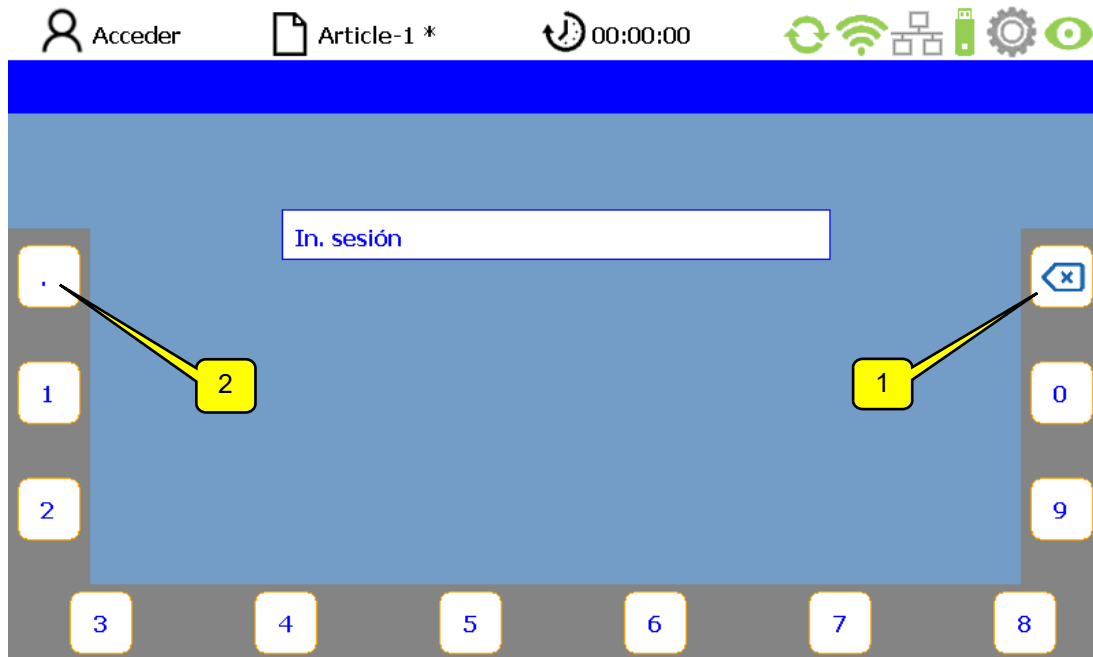 Acceder Article-1 * 00:00:00
In. sesión
.
2 1
1 0
2 9
3 4 5 6 7 8